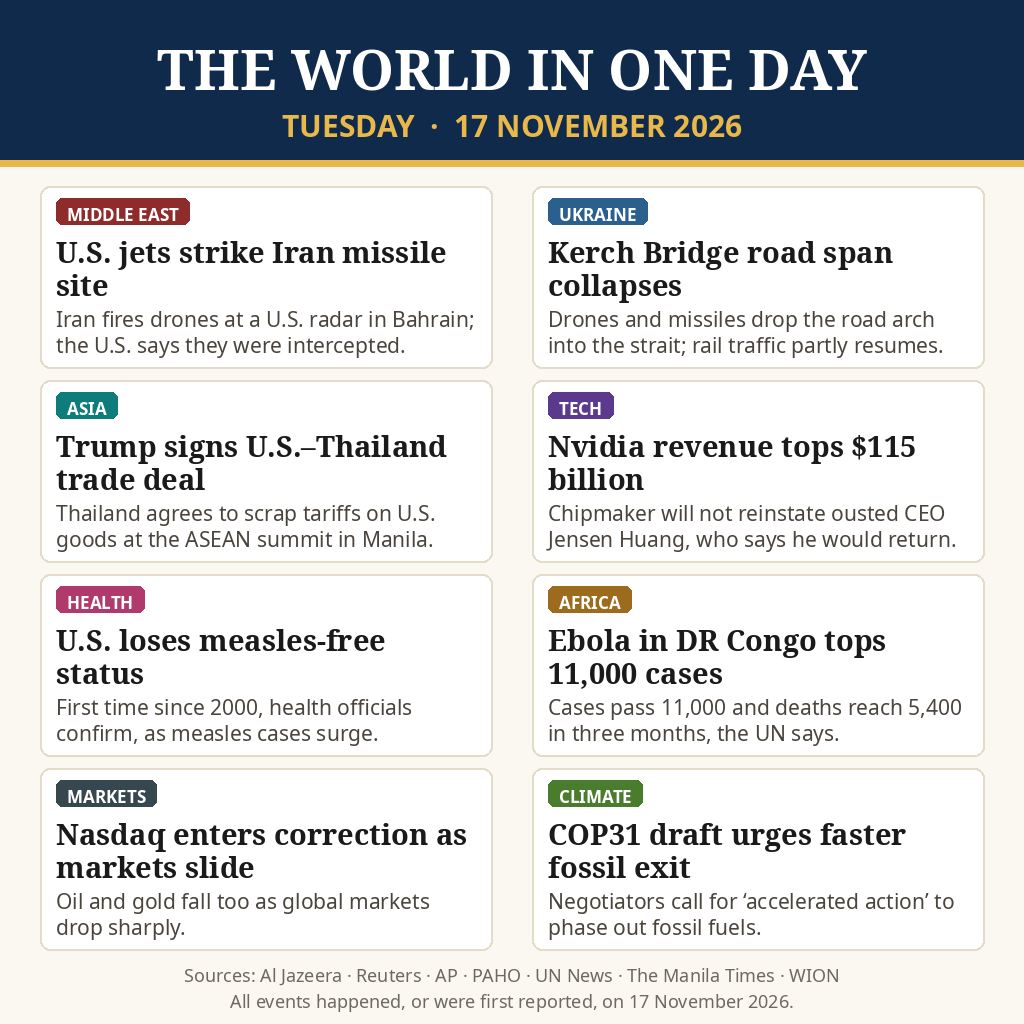 THE WORLD IN ONE DAY
TUESDAY · 17 NOVEMBER 2026
MIDDLE EAST
U.S. jets strike Iran missile
site
Iran fires drones at a U.S. radar in Bahrain;
the U.S. says they were intercepted.
UKRAINE
Kerch Bridge road span
collapses
Drones and missiles drop the road arch
into the strait; rail traffic partly resumes.
ASIA
Trump signs U.S.–Thailand
trade deal
Thailand agrees to scrap tariffs on U.S.
goods at the ASEAN summit in Manila.
TECH
Nvidia revenue tops $115
billion
Chipmaker will not reinstate ousted CEO
Jensen Huang, who says he would return.
HEALTH
U.S. loses measles-free
status
First time since 2000, health officials
confirm, as measles cases surge.
AFRICA
Ebola in DR Congo tops
11,000 cases
Cases pass 11,000 and deaths reach 5,400
in three months, the UN says.
MARKETS
Nasdaq enters correction as
markets slide
Oil and gold fall too as global markets
drop sharply.
CLIMATE
COP31 draft urges faster
fossil exit
Negotiators call for ‘accelerated action’ to
phase out fossil fuels.
Sources: Al Jazeera · Reuters · AP · PAHO · UN News · The Manila Times · WION
All events happened, or were first reported, on 17 November 2026.